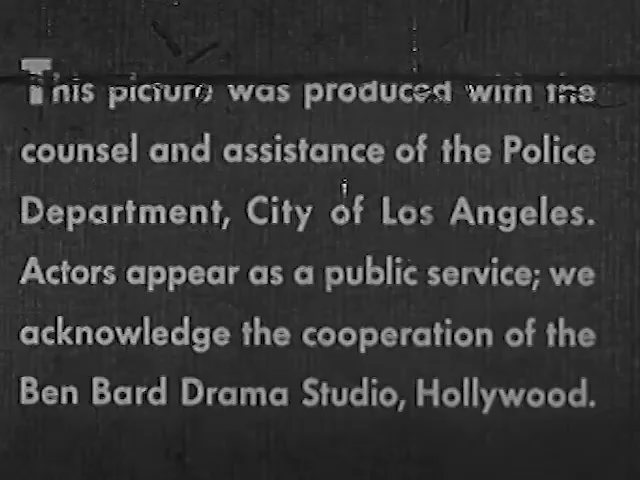 This picture was produced with the
counsel and assistance of the Police
Department, City of Los Angeles.
Actors appear as a public service; we
acknowledge the cooperation of the
Ben Bard Drama Studio, Hollywood.